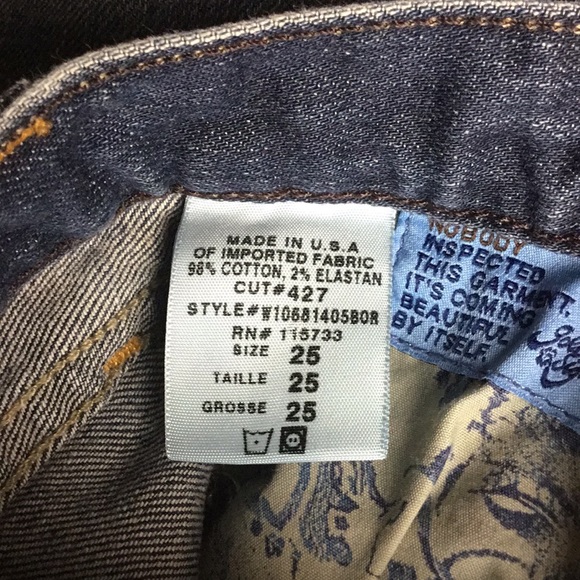 MADE IN U.S.A
OF IMPORTED FABRIC
98% COTTON, 2% ELASTAN
CUT#427
STYLE#W10681405BOR
RN# 115733
SIZE 25
TAILLE 25
GROSSE 25
NOBODY
INSPECTED
THIS GARMENT.
IT'S COMING
BEAUTIFUL
BY ITSELF.